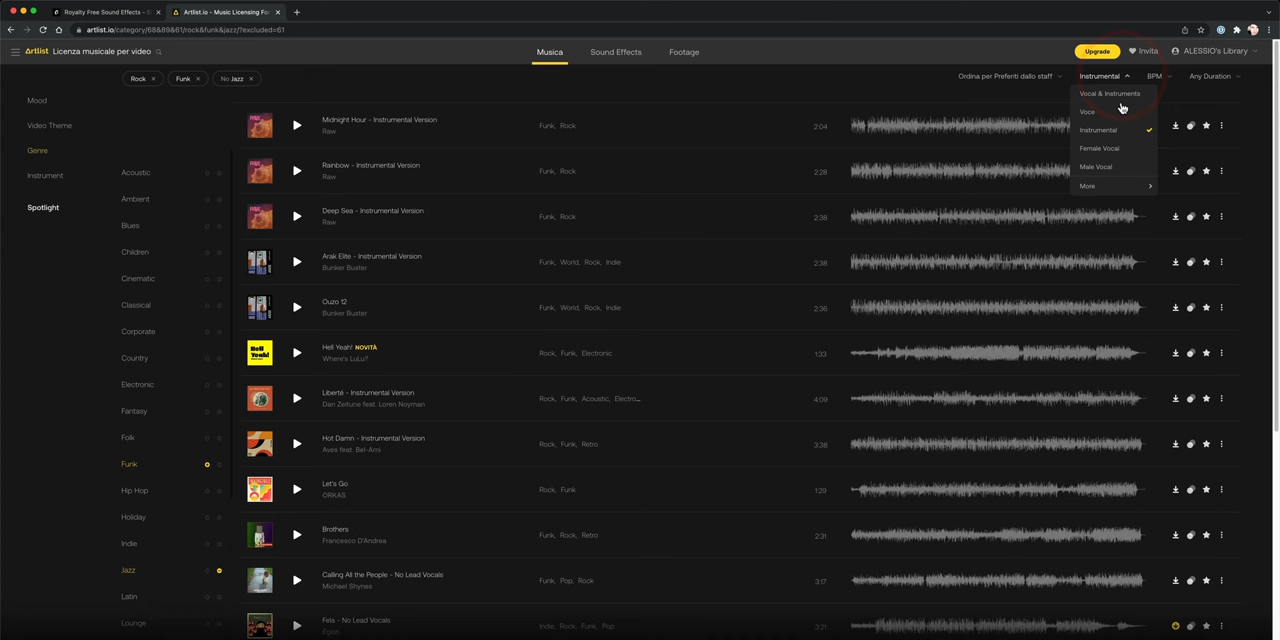 Royalty Free Sound Effects - S
Artlist.io - Music Licensing Fo
artlist.io/category/68&89&61/rock&funk&jazz/?excluded=61
Artlist Licenza musicale per video
Musica Sound Effects Footage
Upgrade Invita ALESSIO's Library
Rock Funk No Jazz
Ordina per Preferiti dallo staff Instrumental BPM Any Duration
Vocal & Instruments
Voce
Instrumental
Female Vocal
Male Vocal
More
Mood
Video Theme
Genre
Instrument
Spotlight
Acoustic
Ambient
Blues
Children
Cinematic
Classical
Corporate
Country
Electronic
Fantasy
Folk
Funk
Hip Hop
Holiday
Indie
Jazz
Latin
Lounge
Midnight Hour - Instrumental Version
Raw
Funk, Rock
2:04
Rainbow - Instrumental Version
Raw
Funk, Rock
2:28
Deep Sea - Instrumental Version
Raw
Funk, Rock
2:38
Arak Elite - Instrumental Version
Bunker Buster
Funk, World, Rock, Indie
2:38
Ouzo 12
Bunker Buster
Funk, World, Rock, Indie
2:36
Hell Yeah!
Hell Yeah! NOVITÀ
Where's LuLu?
Rock, Funk, Electronic
1:33
Liberté - Instrumental Version
Dan Zeitune feat. Loren Noyman
Rock, Funk, Acoustic, Electro...
4:09
Hot Damn - Instrumental Version
Aves feat. Bel-Ami
Rock, Funk, Retro
3:38
Let's Go
ORKAS
Rock, Funk
1:29
Brothers
Francesco D'Andrea
Funk, Rock, Retro
2:31
Calling All the People - No Lead Vocals
Michael Shynes
Funk, Pop, Rock
3:17
Fela - No Lead Vocals
Eglon
Indie, Rock, Funk, Pop
3:21